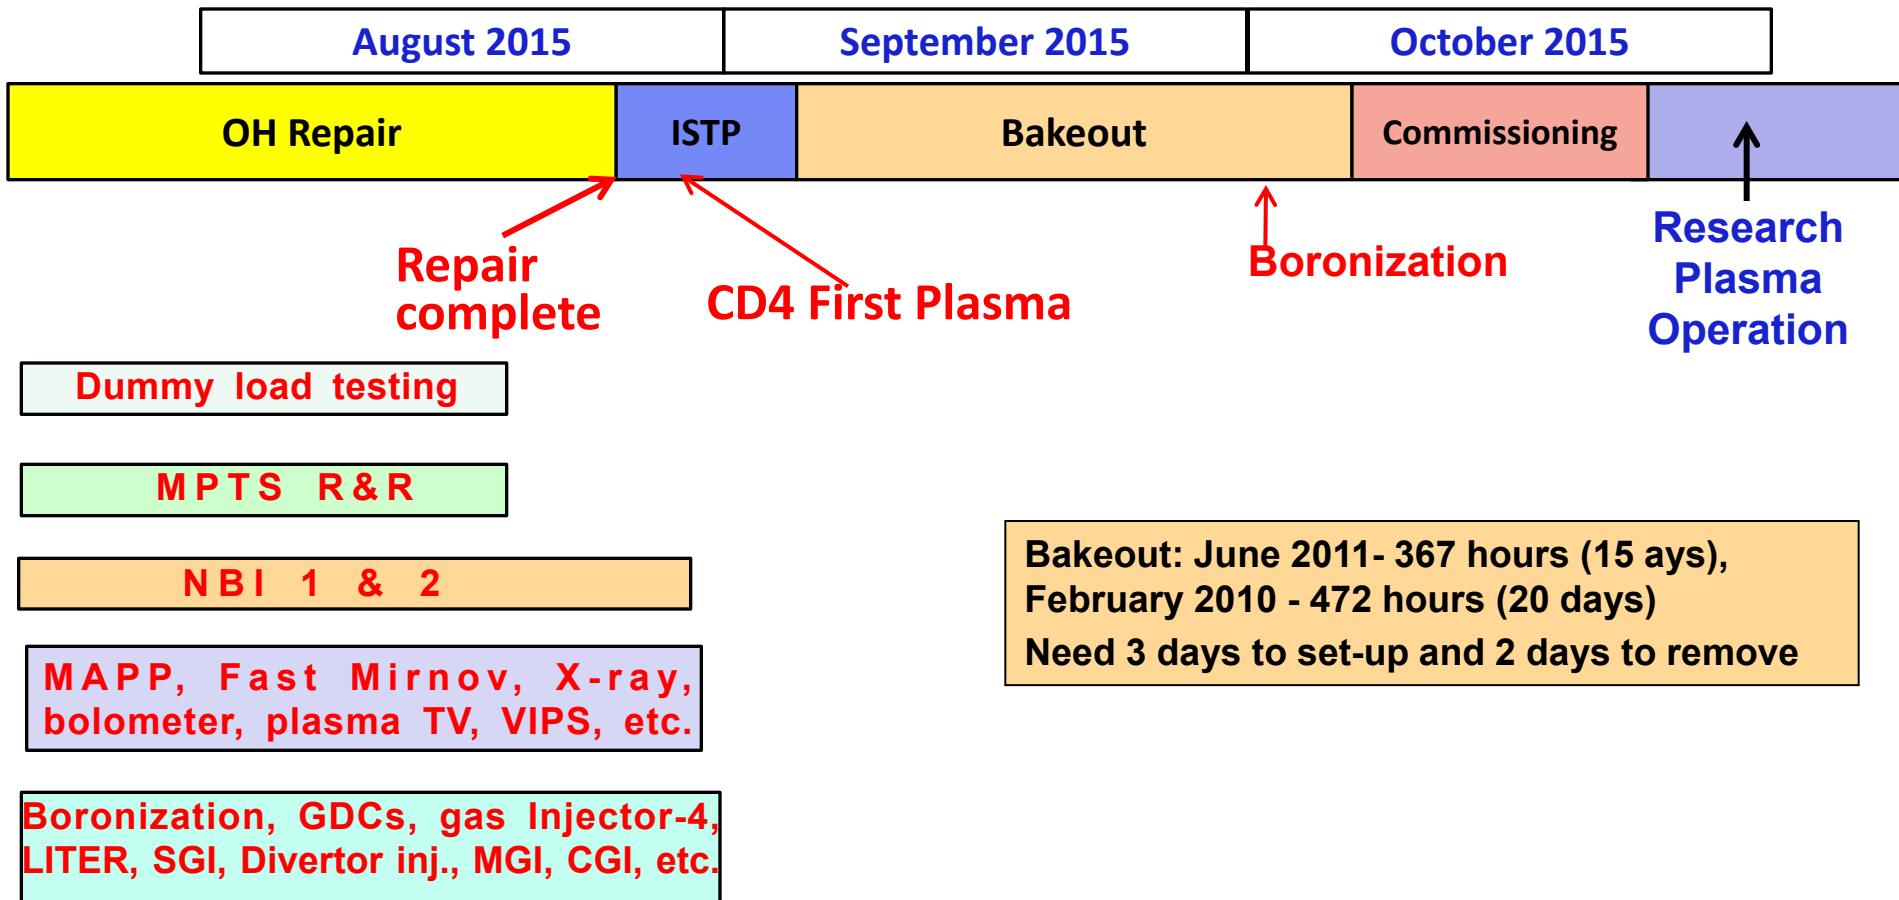 August 2015
September 2015
October 2015
OH Repair
ISTP
Bakeout
Commissioning
Repair
complete
CD4 First Plasma
Boronization
Research
Plasma
Operation
Dummy load testing
MPTS R&R
NBI 1 & 2
MAPP, Fast Mirnov, X-ray,
bolometer, plasma TV, VIPS, etc.
Boronization, GDCs, gas Injector-4,
LITER, SGI, Divertor inj., MGI, CGI, etc.
Bakeout: June 2011- 367 hours (15 ays),
February 2010 - 472 hours (20 days)
Need 3 days to set-up and 2 days to remove